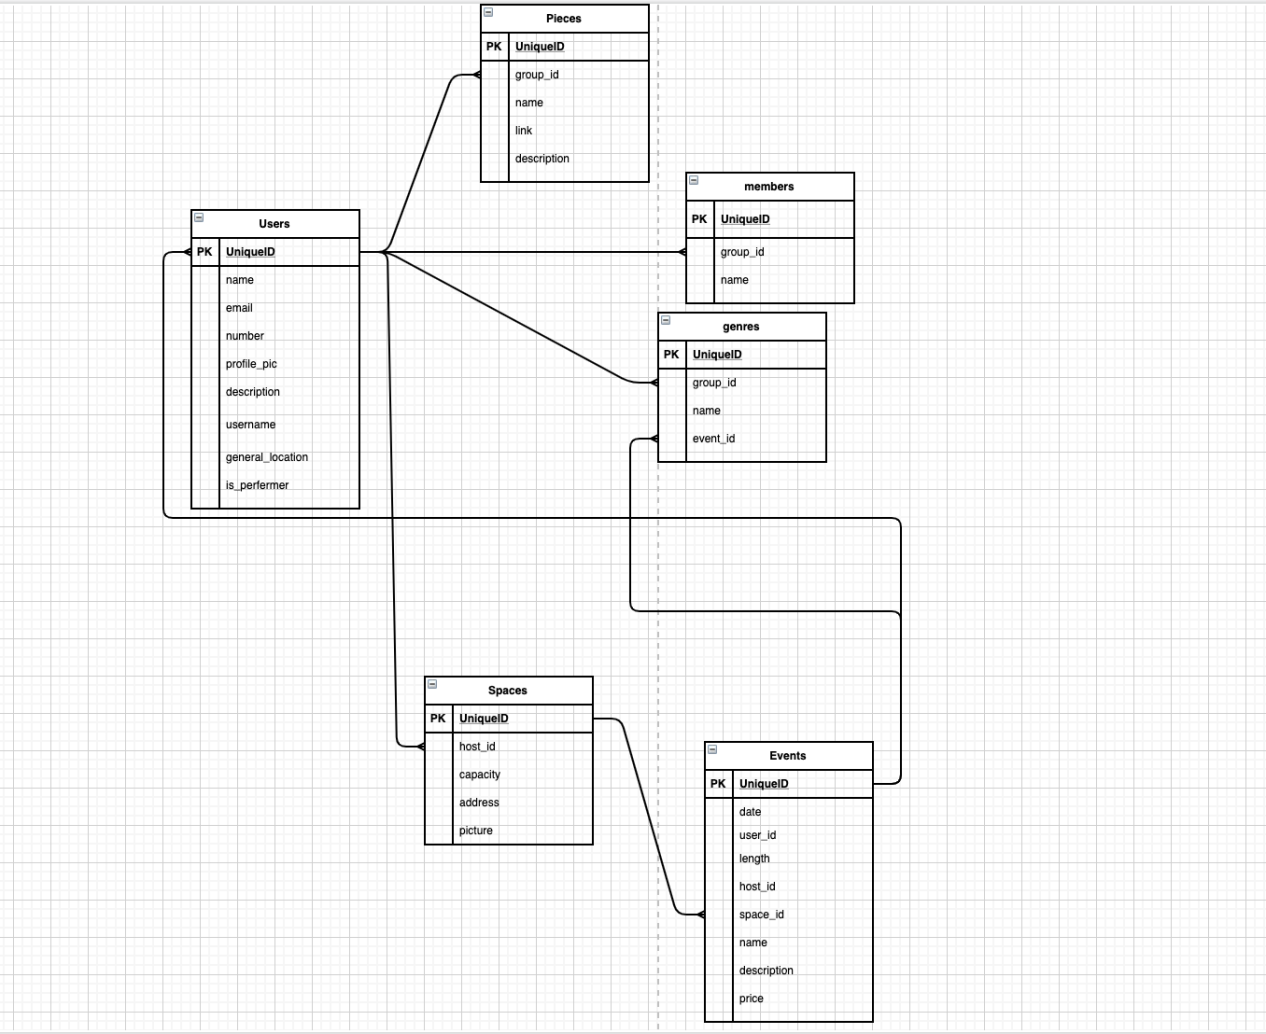 Pieces
PK UniqueID
group_id
name
link
description
members
PK UniqueID
group_id
name
Users
PK UniqueID
name
email
number
profile_pic
description
username
general_location
is_perfermer
genres
PK UniqueID
group_id
name
event_id
Spaces
PK UniqueID
host_id
capacity
address
picture
Events
PK UniqueID
date
user_id
length
host_id
space_id
name
description
price